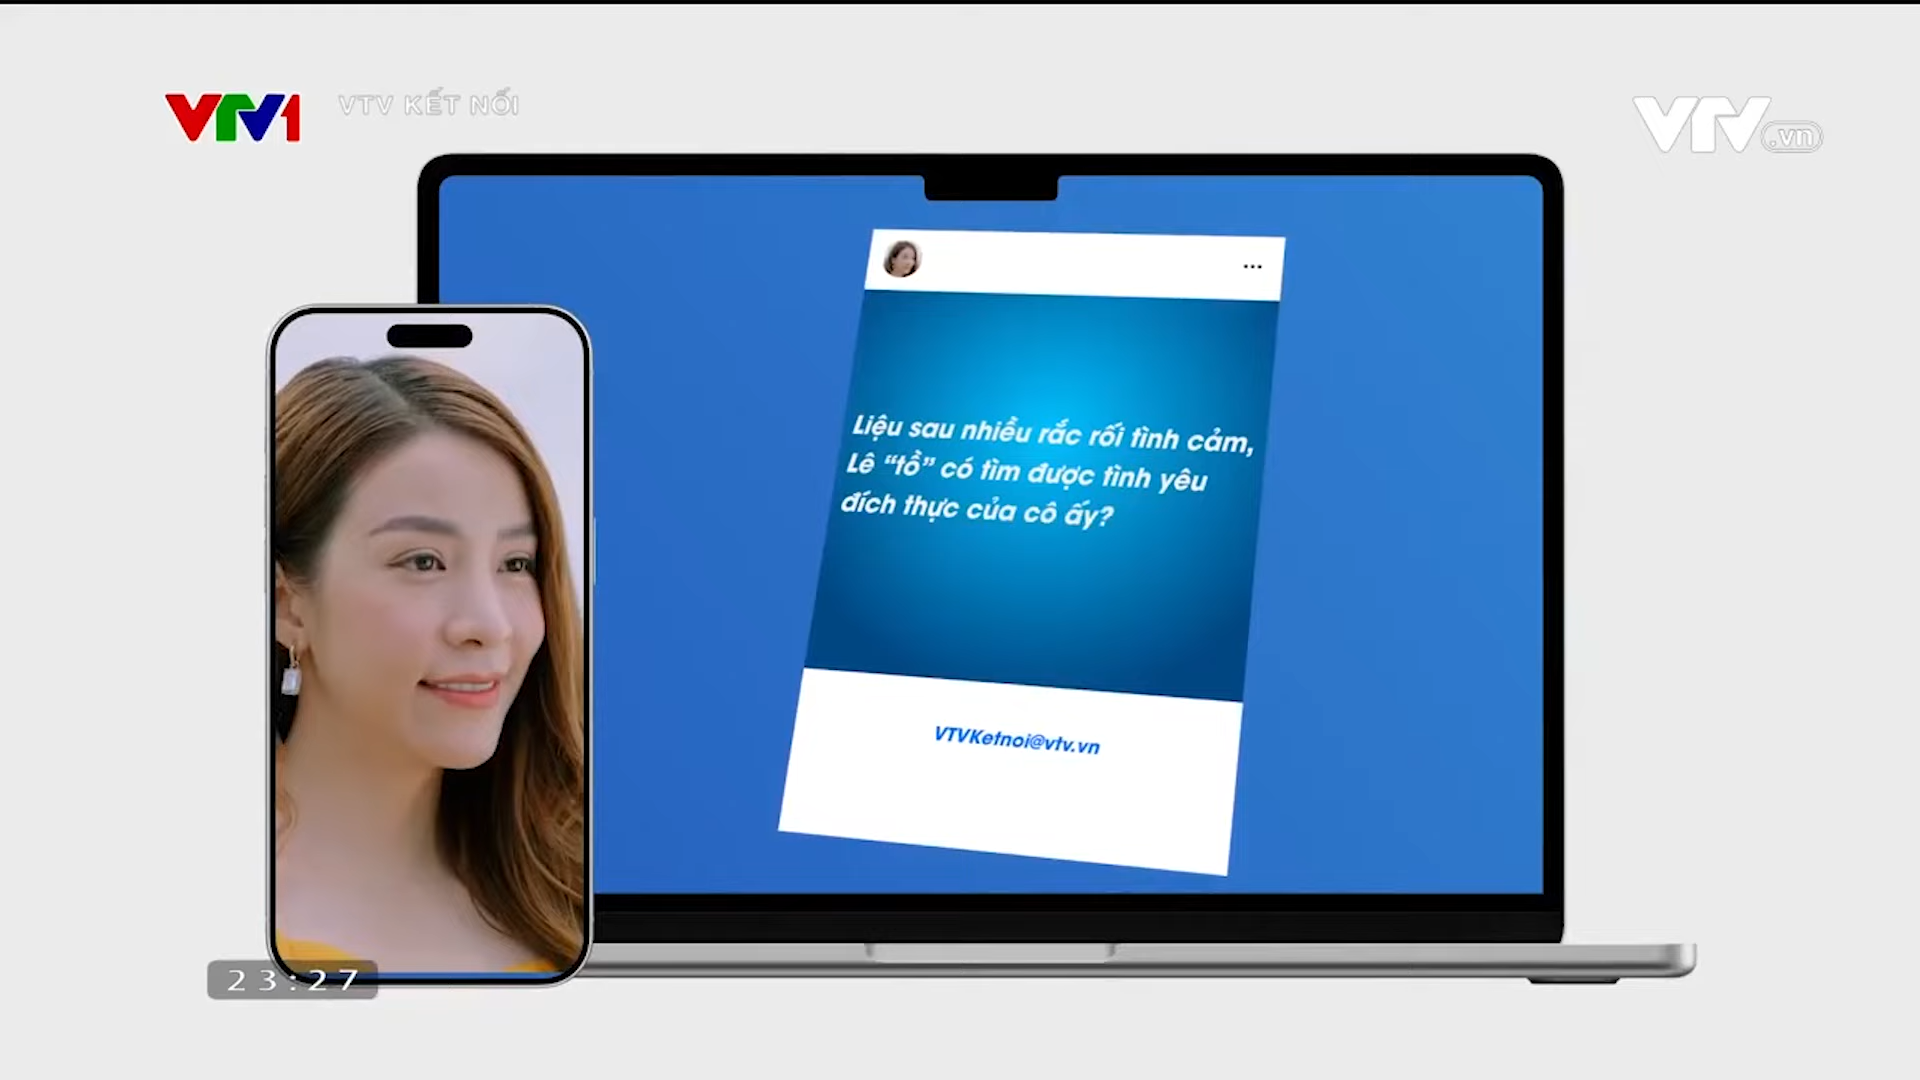 VTV1
VTV KẾT NỐI
VTV.vn
Liệu sau nhiều rắc rối tình cảm,
Lê “tồ” có tìm được tình yêu
đích thực của cô ấy?
VTVKetnoi@vtv.vn
23:27